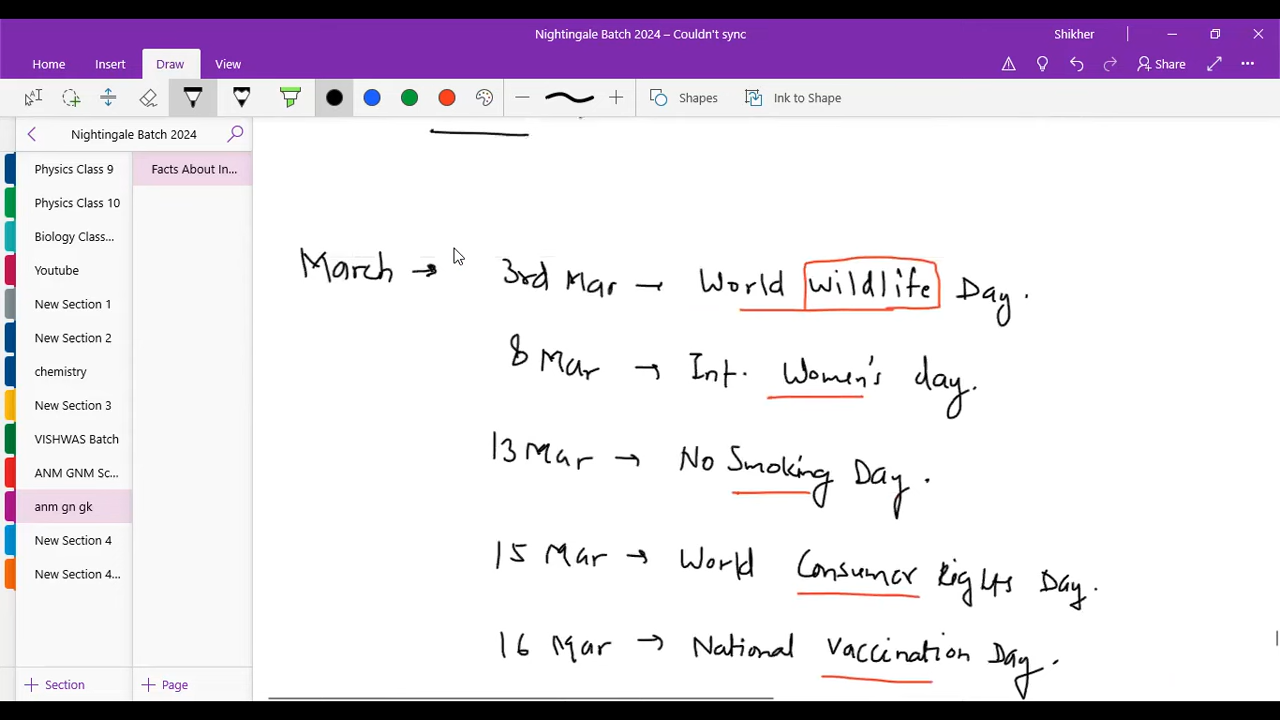 Nightingale Batch 2024 – Couldn't sync
Shikher
Home Insert Draw View
Share
Shapes Ink to Shape
Nightingale Batch 2024
Physics Class 9
Physics Class 10
Biology Class...
Youtube
New Section 1
New Section 2
chemistry
New Section 3
VISHWAS Batch
ANM GNM Sc...
anm gn gk
New Section 4
New Section 4...
+ Section
Facts About In...
+ Page
March → 3rd Mar → World Wildlife Day.
8 Mar → Int. Women's day.
13 Mar → No Smoking Day.
15 Mar → World Consumer Rights Day.
16 Mar → National Vaccination Day.